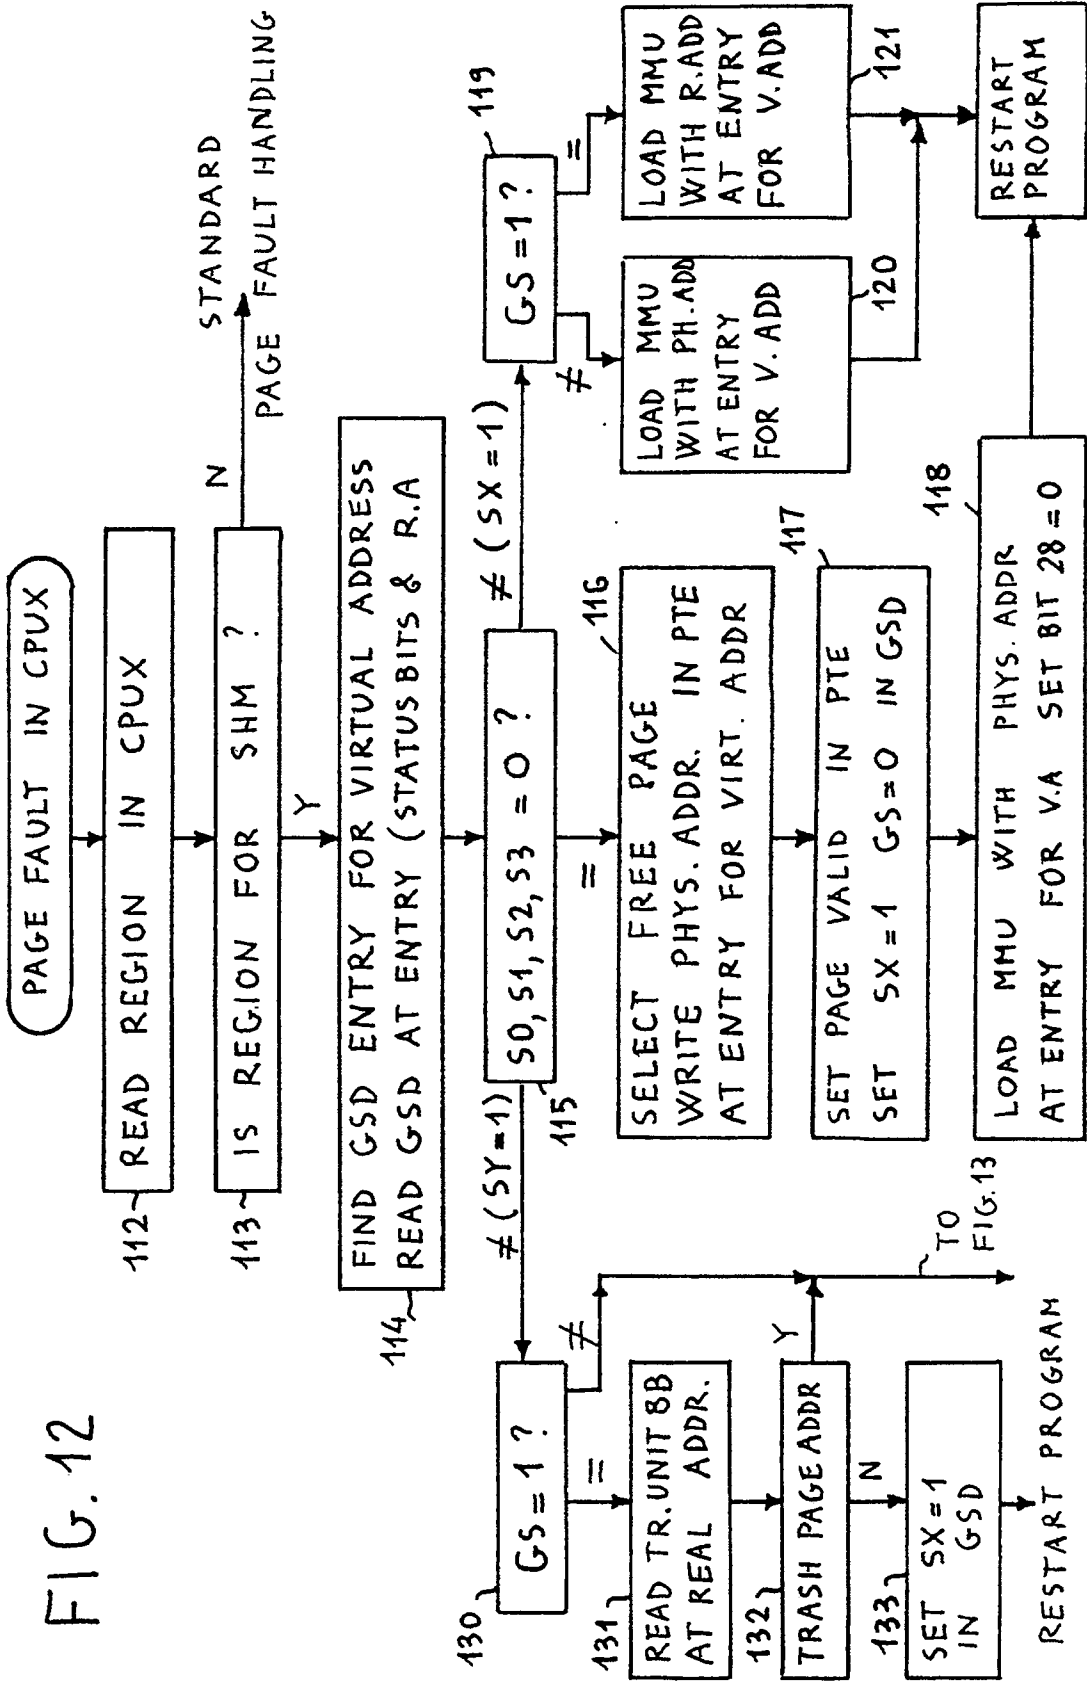 FIG. 12
PAGE FAULT IN CPUX
112
READ REGION IN CPUX
113
IS REGION FOR SHM ?
N
STANDARD
PAGE FAULT HANDLING
Y
114
FIND GSD ENTRY FOR VIRTUAL ADDRESS
READ GSD AT ENTRY (STATUS BITS & R.A
115
S0, S1, S2, S3 = 0 ?
≠ (SY=1)
=
≠ (SX=1)
130
GS=1 ?
=
≠
131
READ TR. UNIT 8B
AT REAL ADDR.
132
TRASH PAGE ADDR
Y
N
133
SET SX=1
IN GSD
RESTART PROGRAM
TO
FIG. 13
116
SELECT FREE PAGE
WRITE PHYS. ADDR. IN PTE
AT ENTRY FOR VIRT. ADDR
117
SET PAGE VALID IN PTE
SET SX=1 GS=0 IN GSD
118
LOAD MMU WITH PHYS. ADDR
AT ENTRY FOR V.A SET BIT 28=0
119
GS=1 ?
≠
=
LOAD MMU
WITH PH.ADD
AT ENTRY
FOR V. ADD
120
LOAD MMU
WITH R.ADD
AT ENTRY
FOR V.ADD
121
RESTART
PROGRAM